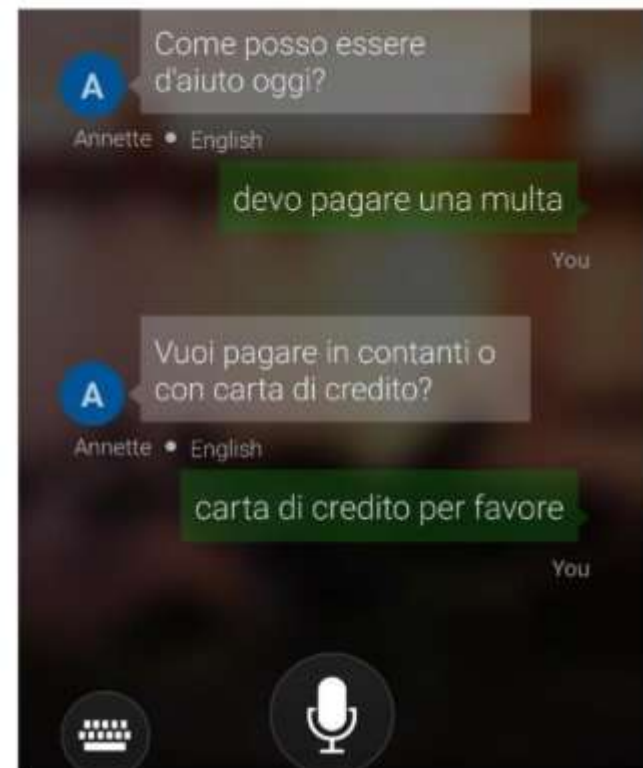 Come posso essere
d'aiuto oggi?
A
Annette • English
devo pagare una multa
You
Vuoi pagare in contanti o
con carta di credito?
A
Annette • English
carta di credito per favore
You